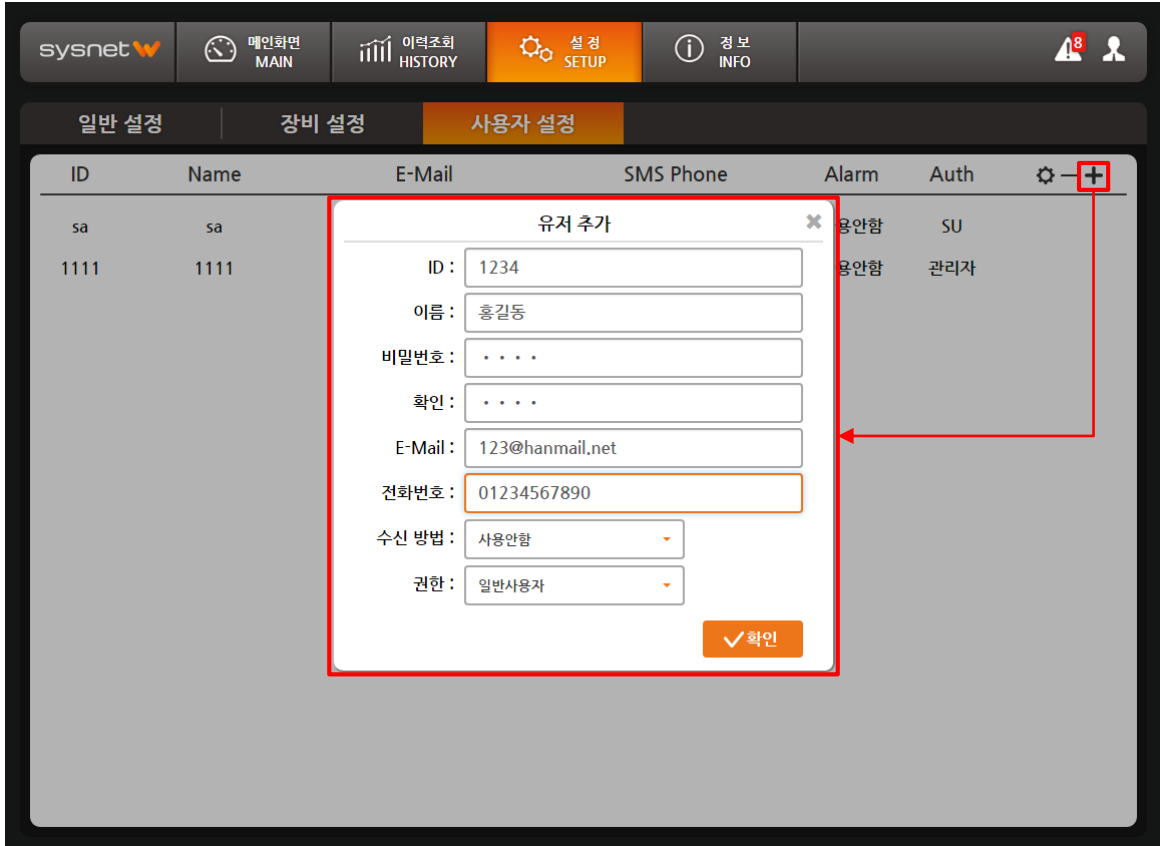 sysnet
메인화면
MAIN
이력조회
HISTORY
설 정
SETUP
정 보
INFO
8
일반 설정
장비 설정
사용자 설정
ID Name E-Mail SMS Phone Alarm Auth
유저 추가
sa sa 용안함 SU
1111 1111 용안함 관리자
ID : 1234
이름 : 홍길동
비밀번호 : ····
확인 : ····
E-Mail : 123@hanmail.net
전화번호 : 01234567890
수신 방법 : 사용안함
권한 : 일반사용자
확인